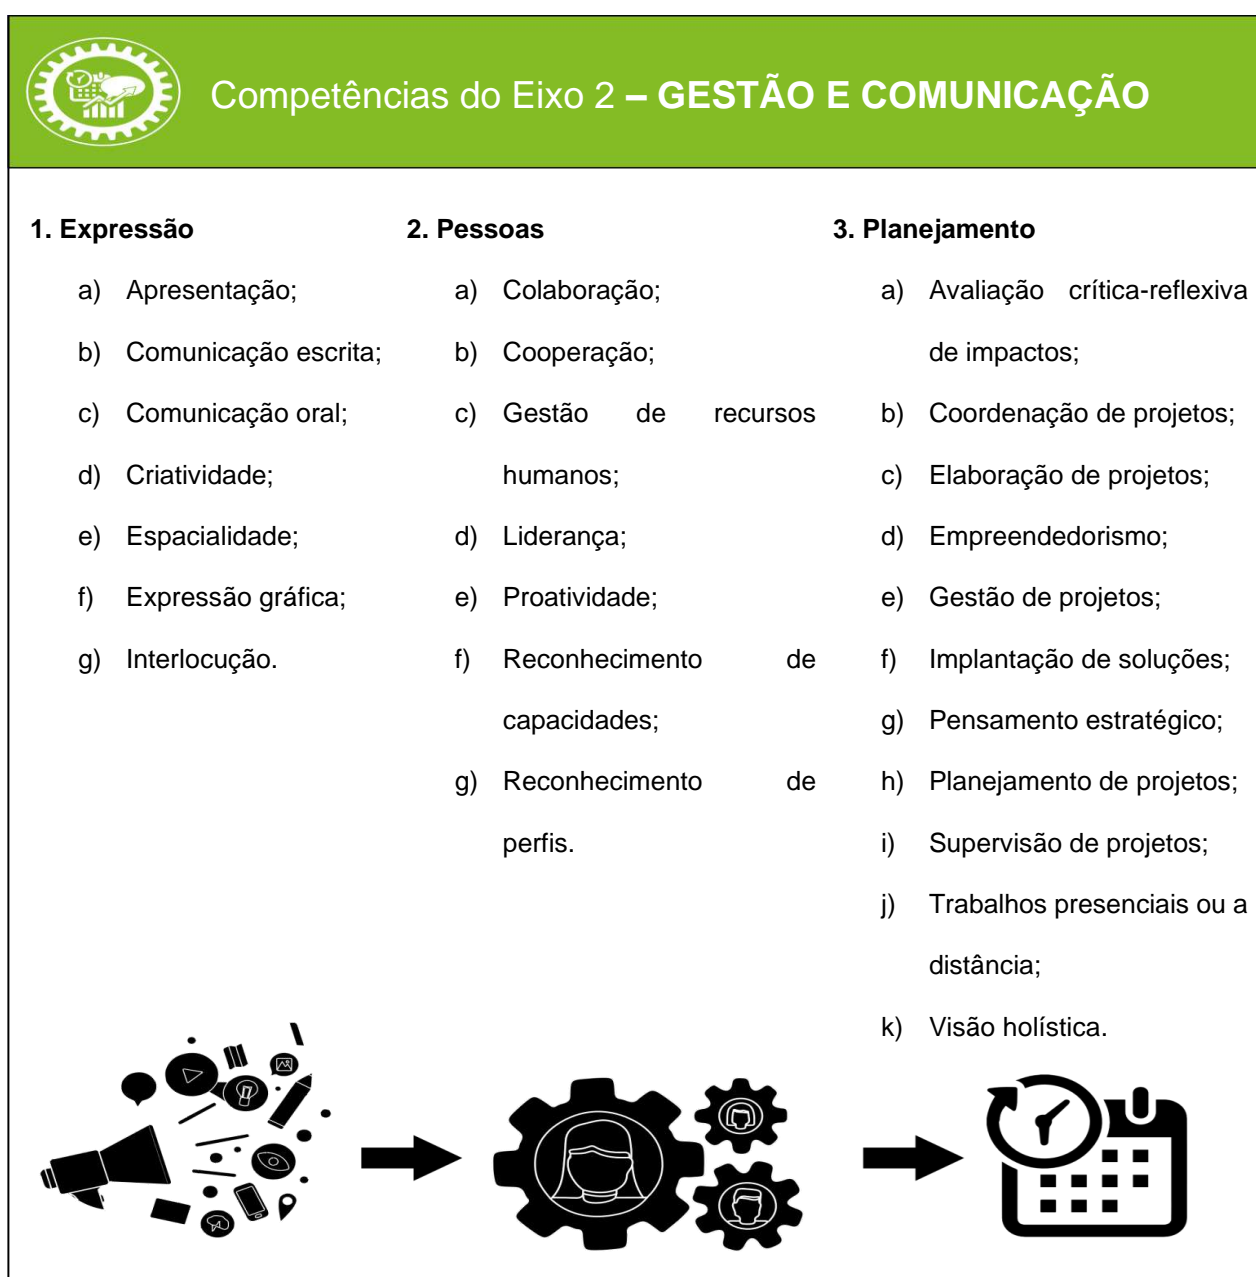 Competências do Eixo 2 – GESTÃO E COMUNICAÇÃO
1. Expressão
a) Apresentação;
b) Comunicação escrita;
c) Comunicação oral;
d) Criatividade;
e) Espacialidade;
f) Expressão gráfica;
g) Interlocução.
2. Pessoas
a) Colaboração;
b) Cooperação;
c) Gestão de recursos
humanos;
d) Liderança;
e) Proatividade;
f) Reconhecimento de
capacidades;
g) Reconhecimento de
perfis.
3. Planejamento
a) Avaliação crítica-reflexiva
de impactos;
b) Coordenação de projetos;
c) Elaboração de projetos;
d) Empreendedorismo;
e) Gestão de projetos;
f) Implantação de soluções;
g) Pensamento estratégico;
h) Planejamento de projetos;
i) Supervisão de projetos;
j) Trabalhos presenciais ou a
distância;
k) Visão holística.